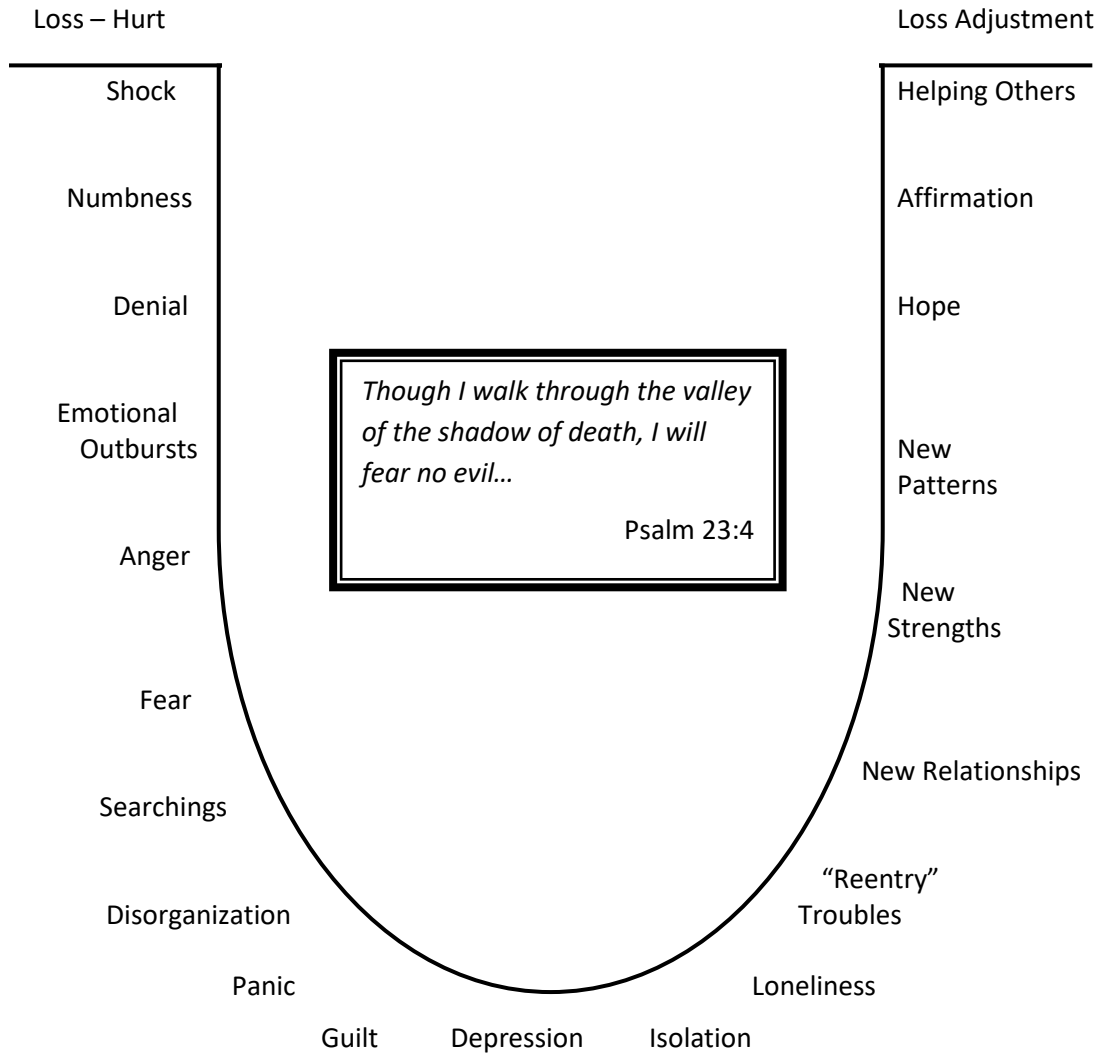 Loss – Hurt
Loss Adjustment
Shock
Helping Others
Numbness
Affirmation
Denial
Hope
Though I walk through the valley
of the shadow of death, I will
fear no evil…
Psalm 23:4
Emotional
Outbursts
New
Patterns
Anger
New
Strengths
Fear
New Relationships
Searchings
“Reentry”
Troubles
Disorganization
Panic
Loneliness
Guilt
Depression
Isolation